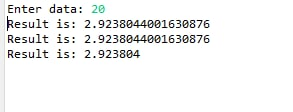 Enter data: 20
Result is: 2.9238044001630876
Result is: 2.9238044001630876
Result is: 2.923804